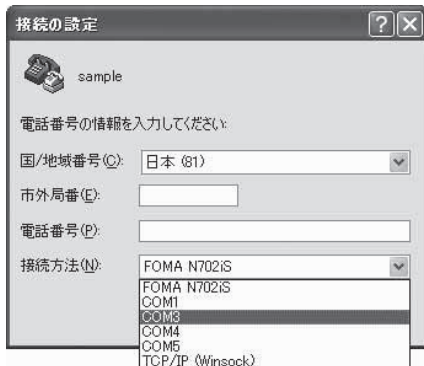 接続の設定
sample
電話番号の情報を入力してください:
国/地域番号(C): 日本 (81)
市外局番(E):
電話番号(P):
接続方法(N): FOMA N702iS
FOMA N702iS
COM1
COM3
COM4
COM5
TCP/IP (Winsock)